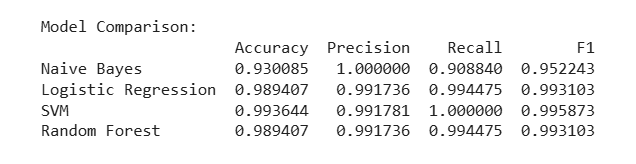 Model Comparison:
Accuracy Precision Recall F1
Naive Bayes 0.930085 1.000000 0.908840 0.952243
Logistic Regression 0.989407 0.991736 0.994475 0.993103
SVM 0.993644 0.991781 1.000000 0.995873
Random Forest 0.989407 0.991736 0.994475 0.993103